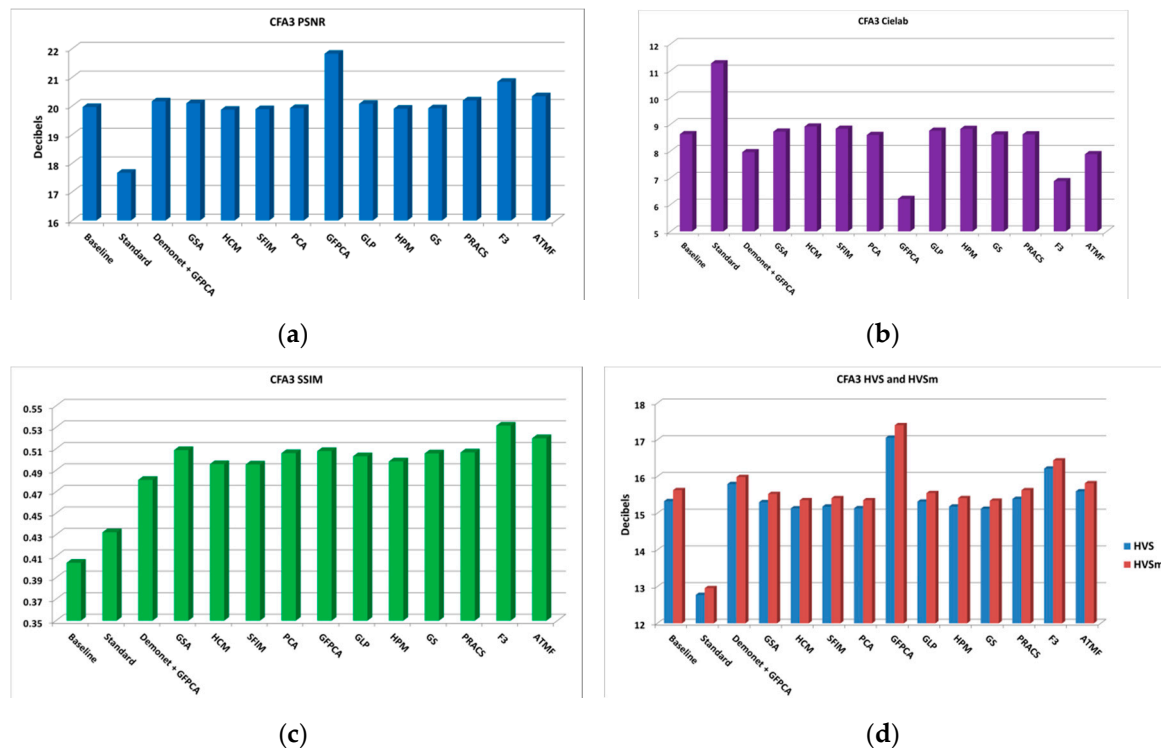 CFA3 PSNR
Decibels
22
21
20
19
18
17
16
Baseline
Standard
Demonet + GFPCA
GSA
HCM
SFIM
PCA
GFPCA
GLP
HPM
GS
PRACS
F3
ATMF
(a)
CFA3 Cielab
12
11
10
9
8
7
6
5
Baseline
Standard
Demonet + GFPCA
GSA
HCM
SFIM
PCA
GFPCA
GLP
HPM
GS
PRACS
F3
ATMF
(b)
CFA3 SSIM
0.55
0.53
0.51
0.49
0.47
0.45
0.43
0.41
0.39
0.37
0.35
Baseline
Standard
Demonet + GFPCA
GSA
HCM
SFIM
PCA
GFPCA
GLP
HPM
GS
PRACS
F3
ATMF
(c)
CFA3 HVS and HVSm
Decibels
18
17
16
15
14
13
12
Baseline
Standard
Demonet + GFPCA
GSA
HCM
SFIM
PCA
GFPCA
GLP
HPM
GS
PRACS
F3
ATMF
HVS
HVSm
(d)